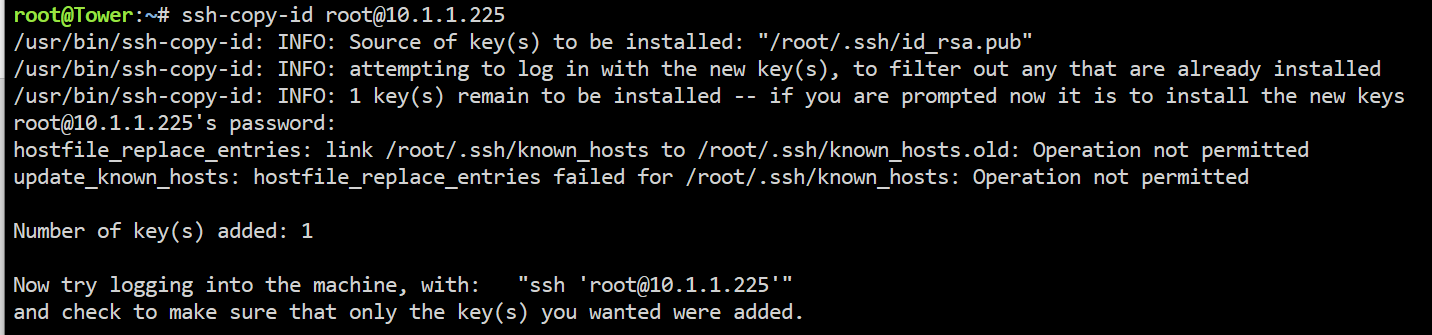 root@Tower:~# ssh-copy-id root@10.1.1.225
/usr/bin/ssh-copy-id: INFO: Source of key(s) to be installed: "/root/.ssh/id_rsa.pub"
/usr/bin/ssh-copy-id: INFO: attempting to log in with the new key(s), to filter out any that are already installed
/usr/bin/ssh-copy-id: INFO: 1 key(s) remain to be installed -- if you are prompted now it is to install the new keys
root@10.1.1.225's password:
hostfile_replace_entries: link /root/.ssh/known_hosts to /root/.ssh/known_hosts.old: Operation not permitted
update_known_hosts: hostfile_replace_entries failed for /root/.ssh/known_hosts: Operation not permitted
Number of key(s) added: 1
Now try logging into the machine, with:   "ssh 'root@10.1.1.225'"
and check to make sure that only the key(s) you wanted were added.